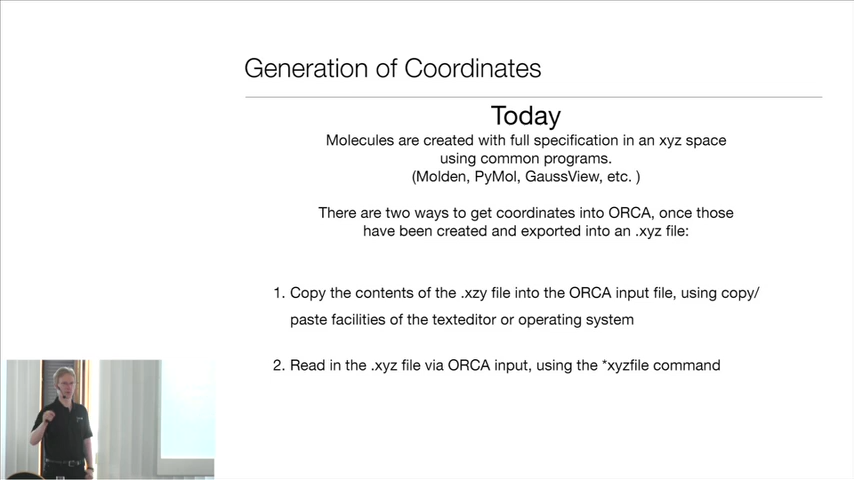 Generation of Coordinates
Today
Molecules are created with full specification in an xyz space
using common programs.
(Molden, PyMol, GaussView, etc. )
There are two ways to get coordinates into ORCA, once those
have been created and exported into an .xyz file:
1. Copy the contents of the .xzy file into the ORCA input file, using copy/
paste facilities of the texteditor or operating system
2. Read in the .xyz file via ORCA input, using the *xyzfile command